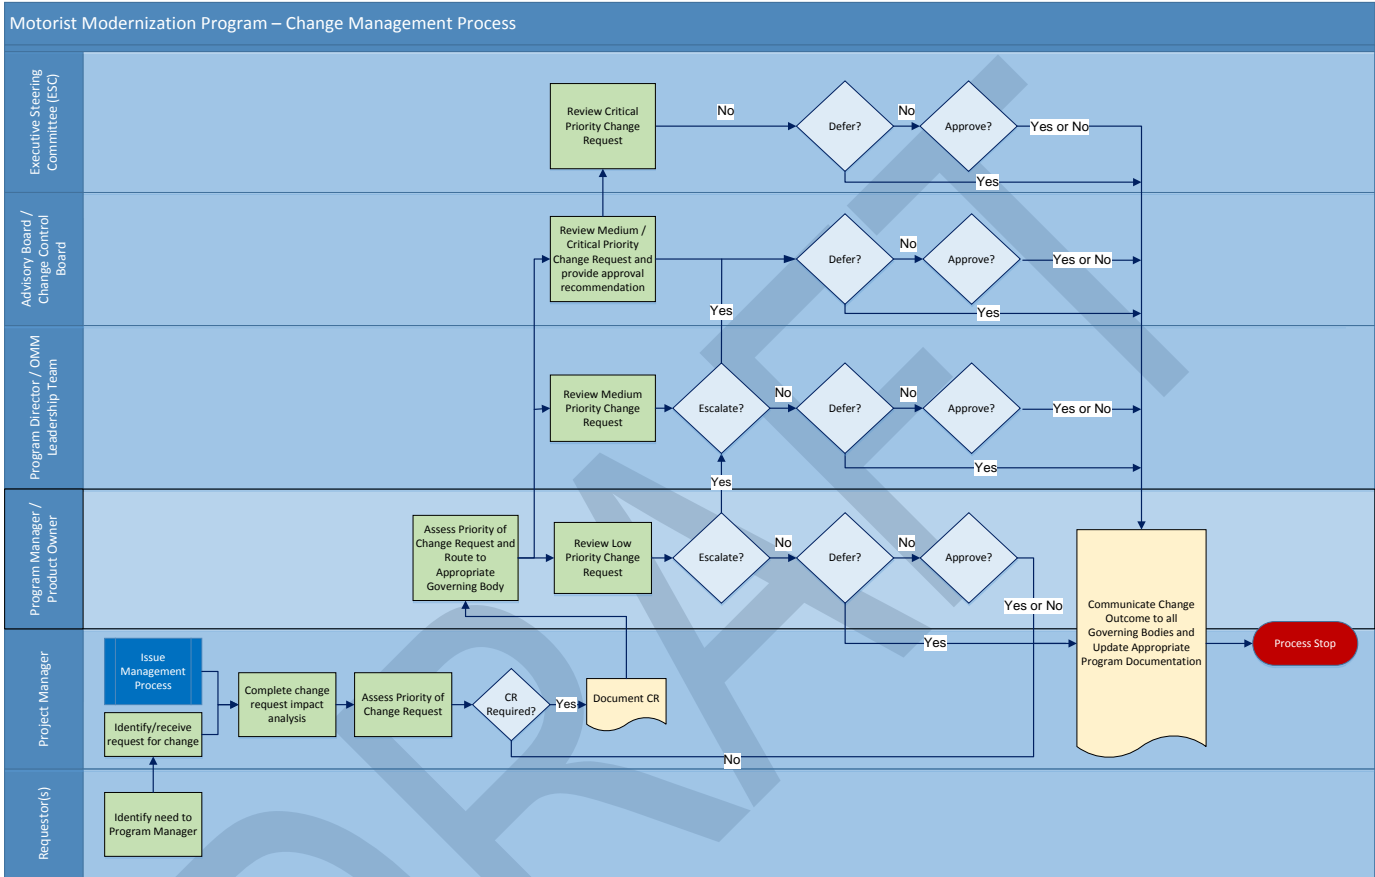 Motorist Modernization Program – Change Management Process
Executive Steering
Committee (ESC)
Review Critical
Priority Change
Request
No
Defer?
No
Approve?
Yes or No
Yes
Advisory Board /
Change Control
Board
Review Medium /
Critical Priority
Change Request and
provide approval
recommendation
Defer?
No
Approve?
Yes or No
Yes
Yes
Program Director / OMM
Leadership Team
Review Medium
Priority Change
Request
Escalate?
No
Defer?
No
Approve?
Yes or No
Yes
Yes
Program Manager /
Product Owner
Assess Priority of
Change Request and
Route to
Appropriate
Governing Body
Review Low
Priority Change
Request
Escalate?
No
Defer?
No
Approve?
Yes or No
Yes
Communicate Change
Outcome to all
Governing Bodies and
Update Appropriate
Program Documentation
Process Stop
Project Manager
Issue
Management
Process
Identify/receive
request for change
Complete change
request impact
analysis
Assess Priority of
Change Request
CR
Required?
Yes
Document CR
No
Requestor(s)
Identify need to
Program Manager
DRAFT